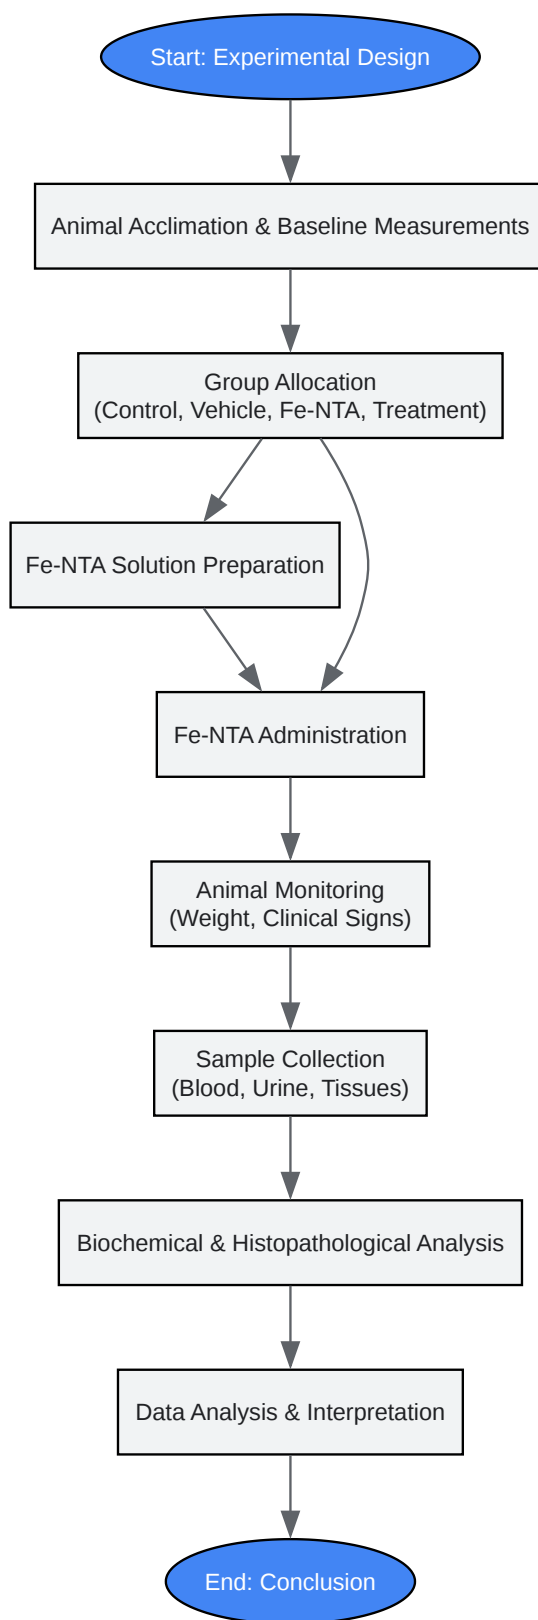 Start: Experimental Design
Animal Acclimation & Baseline Measurements
Group Allocation
(Control, Vehicle, Fe-NTA, Treatment)
Fe-NTA Solution Preparation
Fe-NTA Administration
Animal Monitoring
(Weight, Clinical Signs)
Sample Collection
(Blood, Urine, Tissues)
Biochemical & Histopathological Analysis
Data Analysis & Interpretation
End: Conclusion